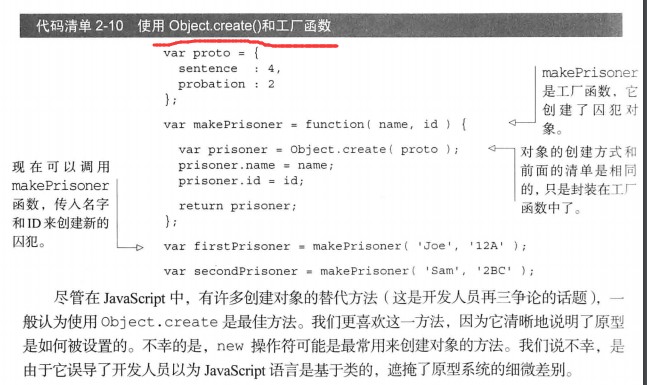 代码清单 2-10 使用 Object.create()和工厂函数
var proto = {
sentence : 4,
probation : 2
};
makePrisoner
是工厂函数，它
创建了囚犯对
象。
var makePrisoner = function( name, id ) {
var prisoner = Object.create( proto );
prisoner.name = name;
prisoner.id = id;
对象的创建方式和
前面的清单是相同
的，只是封装在工厂
函数中了。
return prisoner;
};
现在可以调用
makePrisoner
函数，传入名字
和ID来创建新的
囚犯。
var firstPrisoner = makePrisoner( 'Joe', '12A' );
var secondPrisoner = makePrisoner( 'Sam', '2BC' );
尽管在 JavaScript 中，有许多创建对象的替代方法（这是开发人员再三争论的话题），一
般认为使用 Object.create 是最佳方法。我们更喜欢这一方法，因为它清晰地说明了原型
是如何被设置的。不幸的是，new 操作符可能是最常用来创建对象的方法。我们说不幸，是
由于它误导了开发人员以为 JavaScript 语言是基于类的，遮掩了原型系统的细微差别。